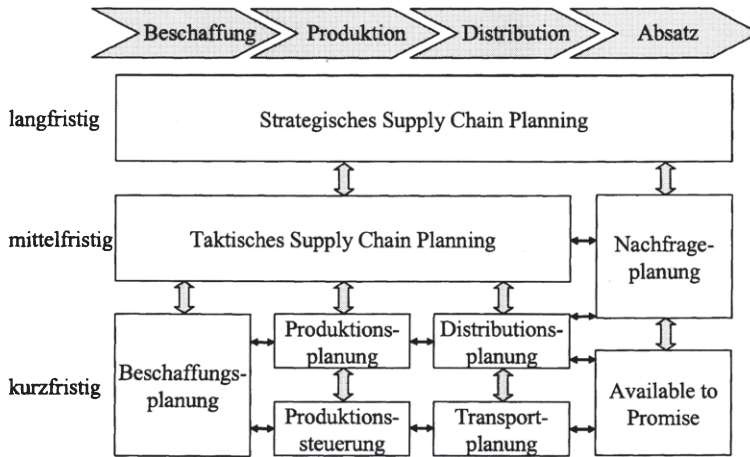 Beschaffung Produktion Distribution Absatz
langfristig
Strategisches Supply Chain Planning
mittelfristig
Taktisches Supply Chain Planning
Nachfrage-
planung
kurzfristig
Beschaffungs-
planung
Produktions-
planung
Distributions-
planung
Produktions-
steuerung
Transport-
planung
Available to
Promise